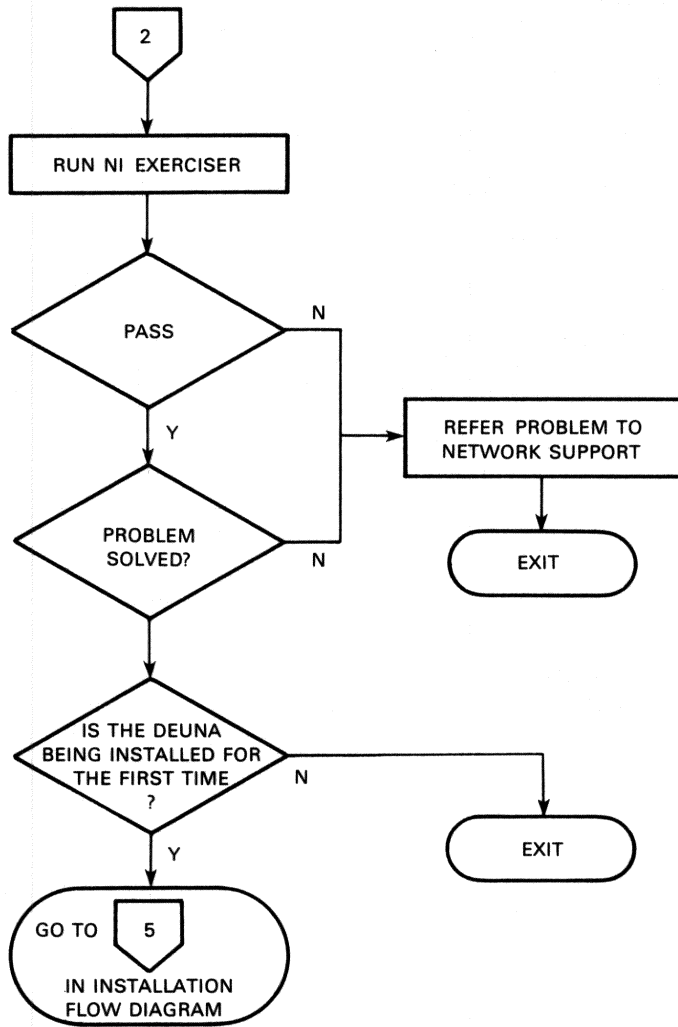 2
RUN NI EXERCISER
PASS
N
Y
REFER PROBLEM TO
NETWORK SUPPORT
PROBLEM
SOLVED?
N
EXIT
IS THE DEUNA
BEING INSTALLED FOR
THE FIRST TIME
?
N
Y
EXIT
GO TO
5
IN INSTALLATION
FLOW DIAGRAM